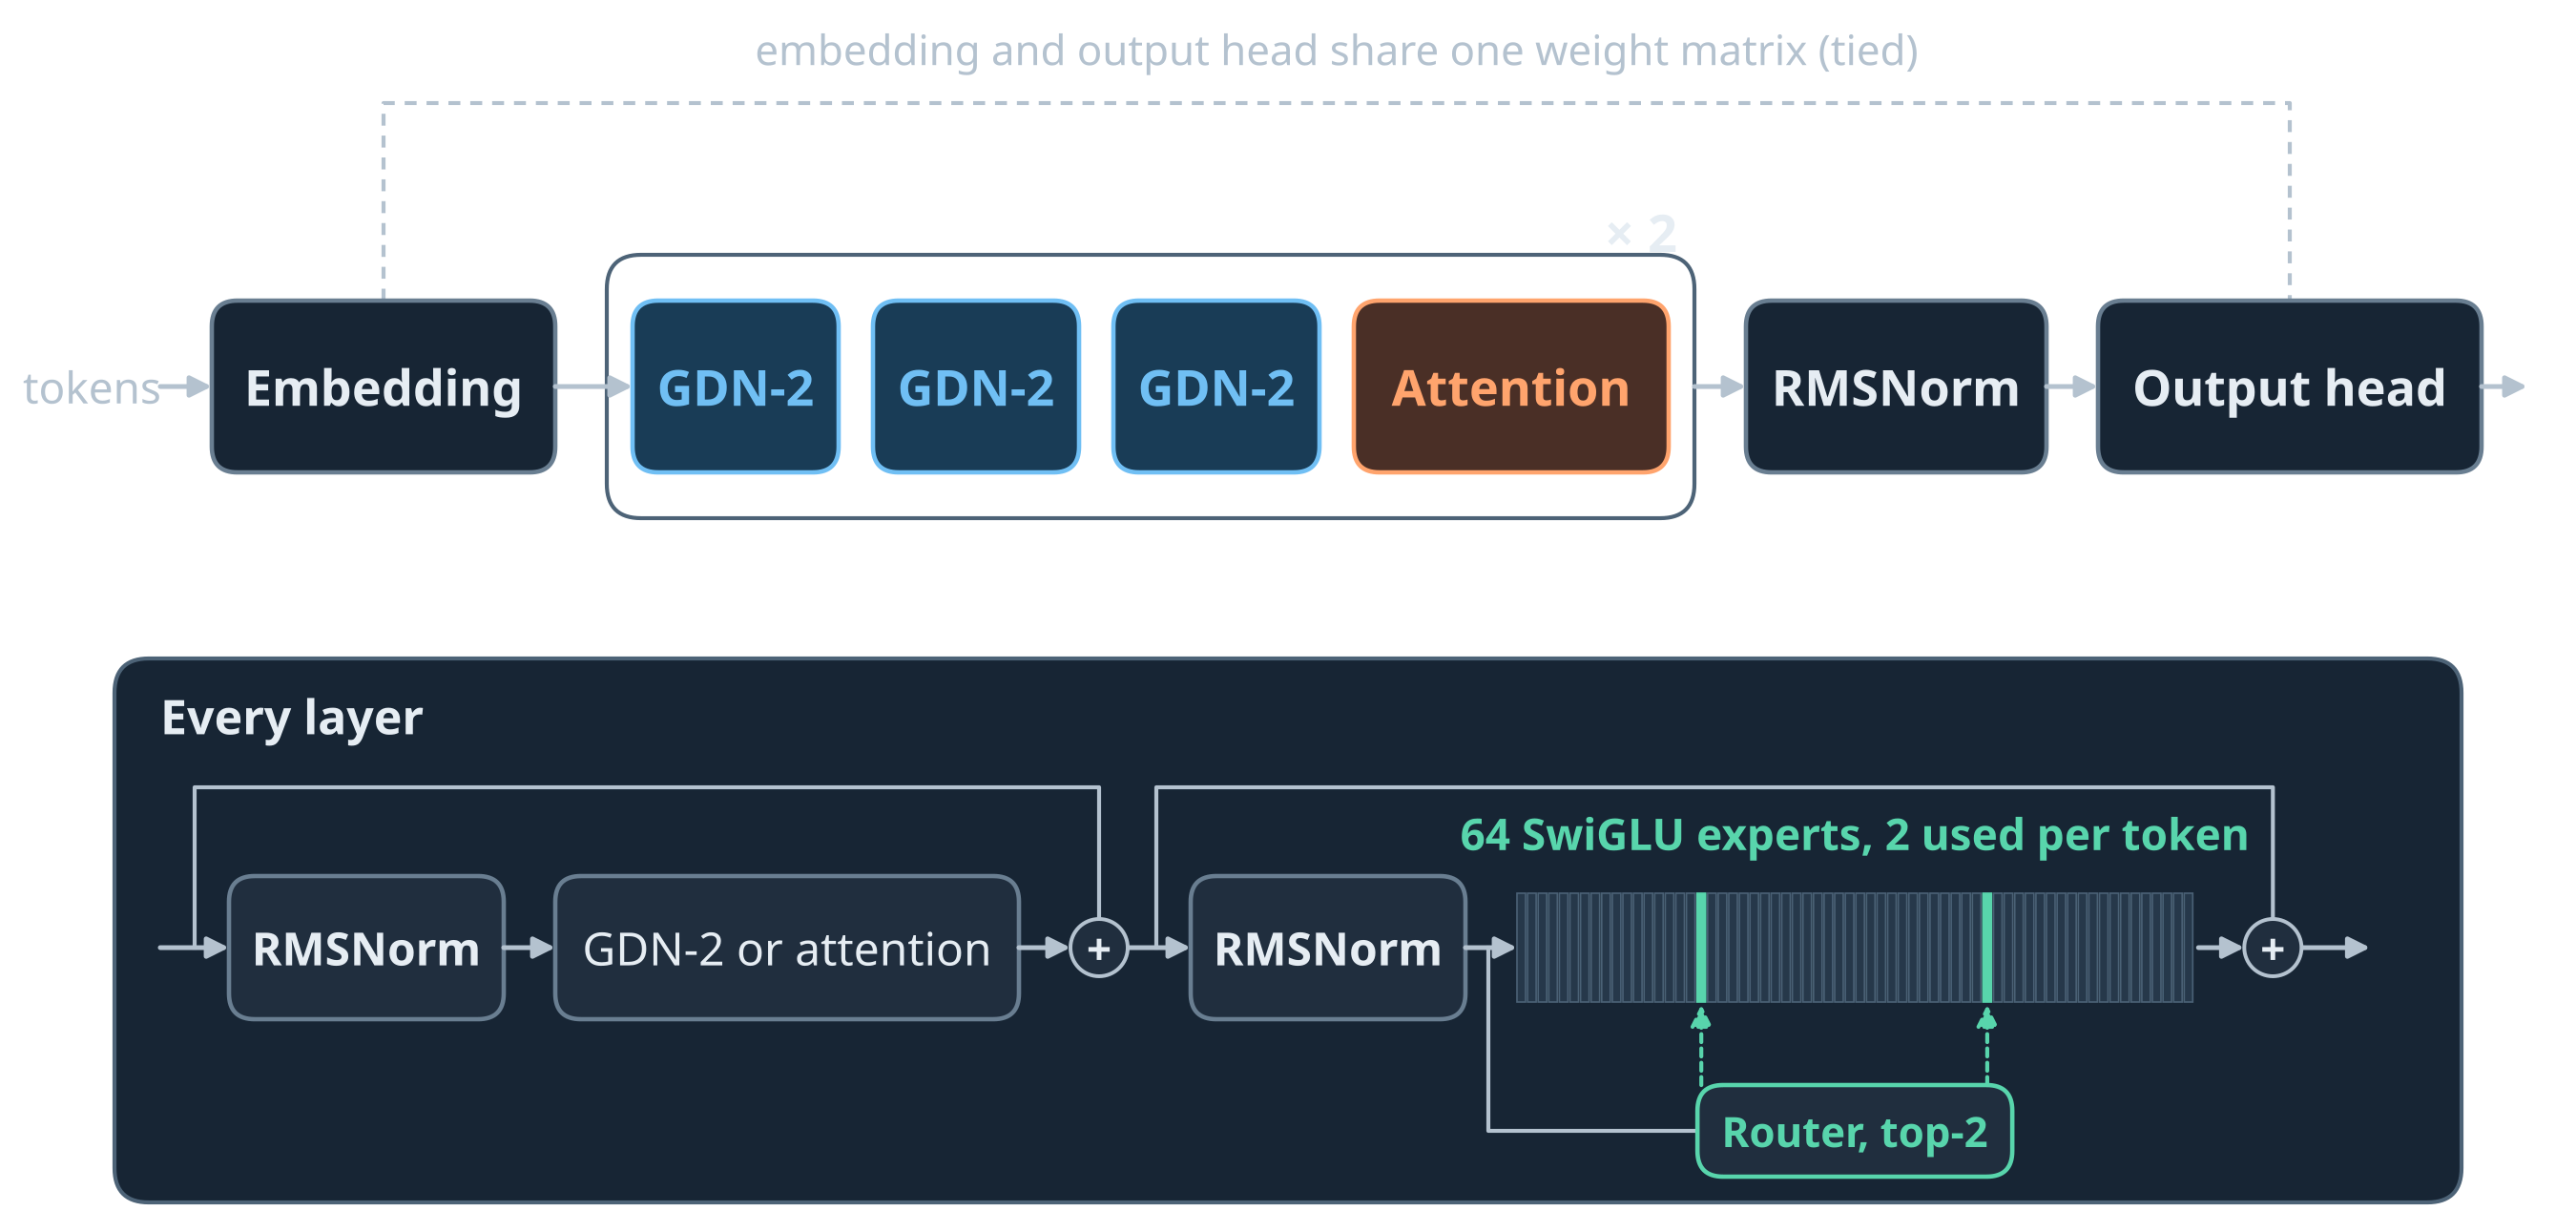 embedding and output head share one weight matrix (tied)
× 2
tokens
Embedding
GDN-2
GDN-2
GDN-2
Attention
RMSNorm
Output head
Every layer
64 SwiGLU experts, 2 used per token
RMSNorm
GDN-2 or attention
+
RMSNorm
+
Router, top-2